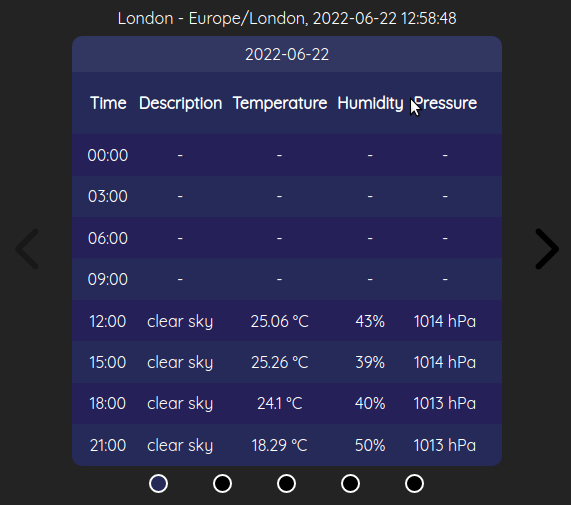 London - Europe/London, 2022-06-22 12:58:48
2022-06-22
Time Description Temperature Humidity Pressure
00:00 - - - -
03:00 - - - -
06:00 - - - -
09:00 - - - -
12:00 clear sky 25.06 °C 43% 1014 hPa
15:00 clear sky 25.26 °C 39% 1014 hPa
18:00 clear sky 24.1 °C 40% 1013 hPa
21:00 clear sky 18.29 °C 50% 1013 hPa